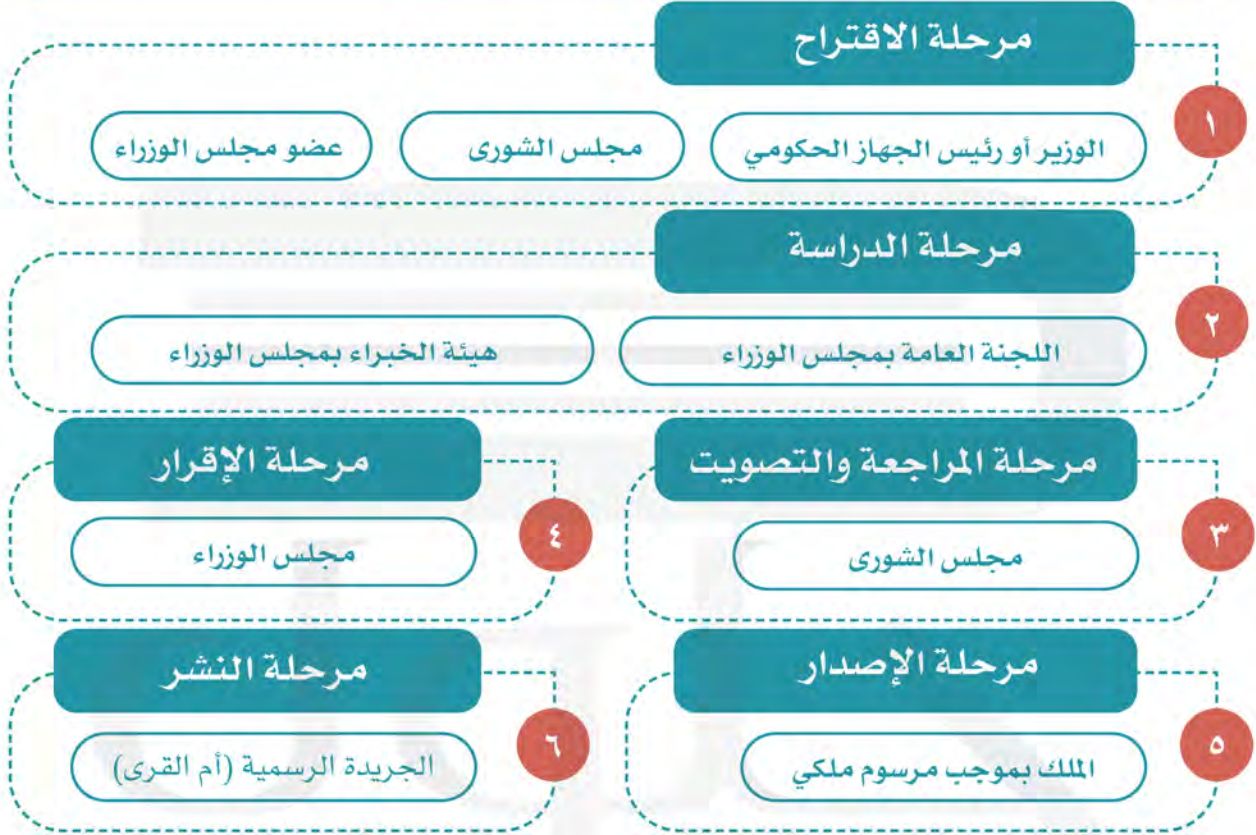 مرحلة الاقتراح
١
الوزير أو رئيس الجهاز الحكومي
مجلس الشورى
عضو مجلس الوزراء
مرحلة الدراسة
٢
اللجنة العامة بمجلس الوزراء
هيئة الخبراء بمجلس الوزراء
مرحلة المراجعة والتصويت
٣
مجلس الشورى
مرحلة الإقرار
٤
مجلس الوزراء
مرحلة الإصدار
٥
الملك بموجب مرسوم ملكي
مرحلة النشر
٦
الجريدة الرسمية (أم القرى)